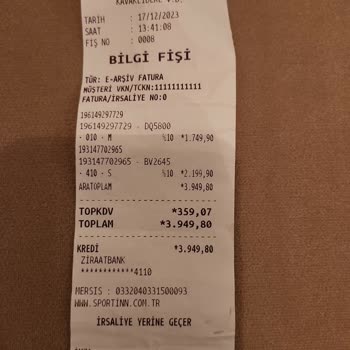 KAVAKLIDERE V.D.
TARİH : 17/12/2023
SAAT : 13:41:08
FİŞ NO : 0008
BİLGİ FİŞİ
TÜR: E-ARŞİV FATURA
MÜŞTERİ VKN/TCKN:11111111111
FATURA/İRSALİYE NO:0
196149297729
196149297729 - DQ5800
- 010 - M %10 *1.749,90
193147702965
193147702965 - BV2645
- 410 - S %10 *2.199,90
ARATOPLAM *3.949,80
TOPKDV *359,07
TOPLAM *3.949,80
KREDİ *3.949,80
ZIRAATBANK
************4110
MERSIS : 0332040331500093
WWW.SPORTINN.COM.TR
İRSALİYE YERİNE GEÇER